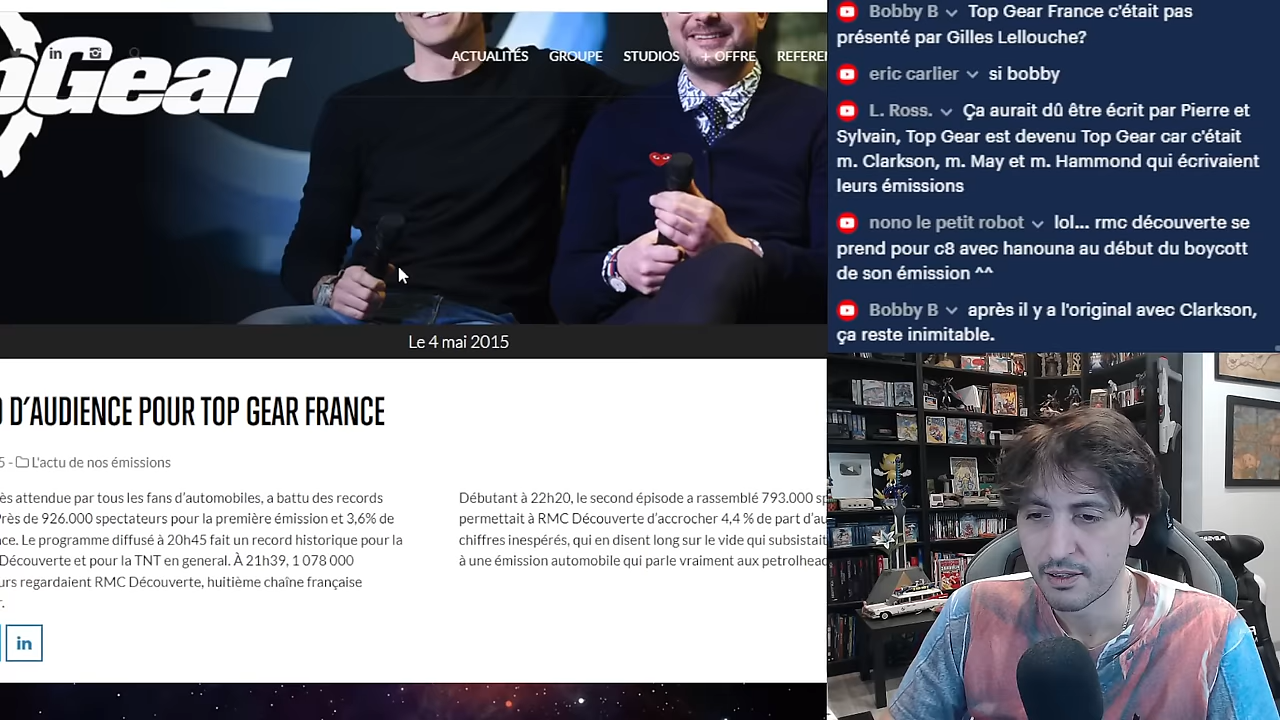 pGear
ACTUALITÉS GROUPE STUDIOS + OFFRE
Le 4 mai 2015
D'AUDIENCE POUR TOP GEAR FRANCE
5 - L'actu de nos émissions
ès attendue par tous les fans d'automobiles, a battu des records
Près de 926.000 spectateurs pour la première émission et 3,6% de
ce. Le programme diffusé à 20h45 fait un record historique pour la
Découverte et pour la TNT en general. À 21h39, 1 078 000
urs regardaient RMC Découverte, huitième chaîne française
r.
in
Débutant à 22h20, le second épisode a rassemblé 793.000 sp
permettait à RMC Découverte d'accrocher 4,4 % de part d'au
chiffres inespérés, qui en disent long sur le vide qui subsistait
à une émission automobile qui parle vraiment aux petrolhead
Bobby B Top Gear France c'était pas
présenté par Gilles Lellouche?
eric carlier si bobby
L. Ross. Ça aurait dû être écrit par Pierre et
Sylvain, Top Gear est devenu Top Gear car c'était
m. Clarkson, m. May et m. Hammond qui écrivaient
leurs émissions
nono le petit robot lol... rmc découverte se
prend pour c8 avec hanouna au début du boycott
de son émission ^^
Bobby B après il y a l'original avec Clarkson,
ça reste inimitable.